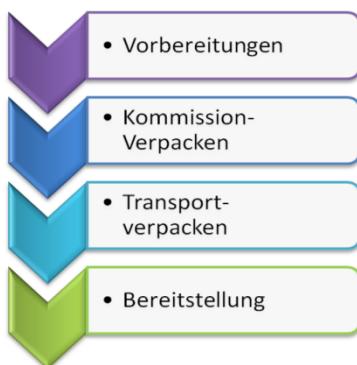 • Vorbereitungen
• Kommission-
Verpacken
• Transport-
verpacken
• Bereitstellung